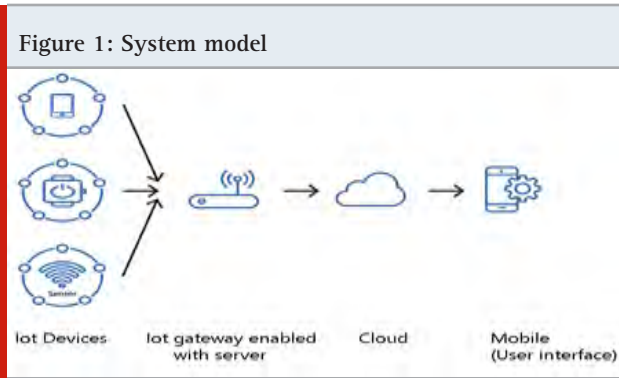 Figure 1: System model
Sensor
Iot Devices
Iot gateway enabled
with server
Cloud
Mobile
(User interface)